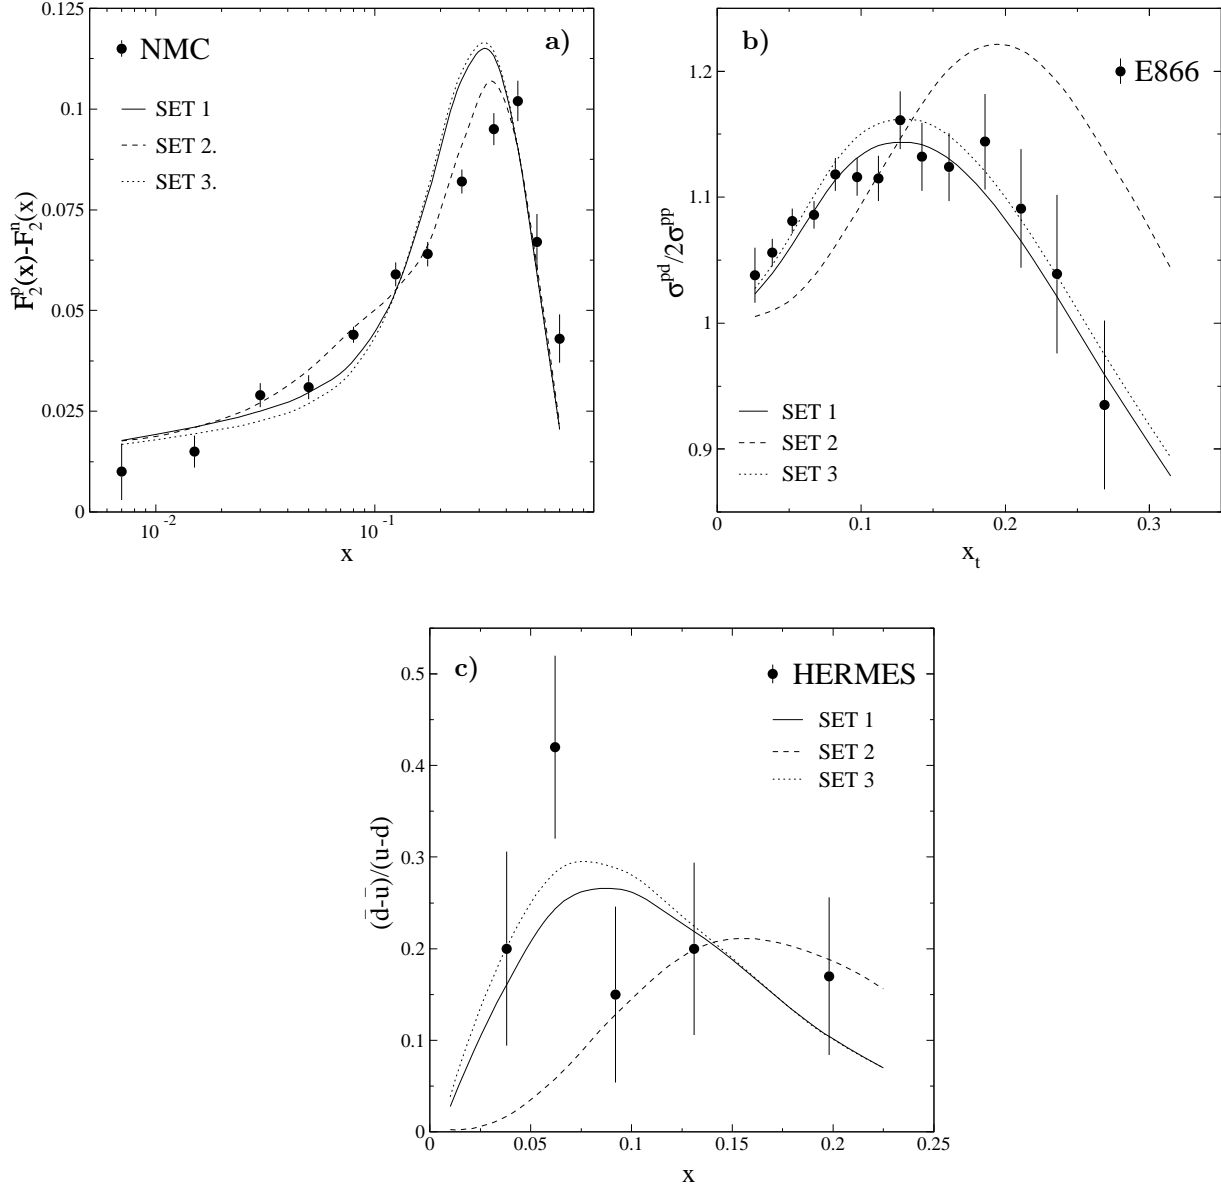 a)
NMC
SET 1
SET 2.
SET 3.
0.125
0.1
0.075
0.05
0.025
0
F₂ᵖ(x)-F₂ⁿ(x)
10⁻²
10⁻¹
x
b)
E866
1.2
1.1
1
0.9
σᵖᵈ/2σᵖᵖ
SET 1
SET 2
SET 3
0
0.1
0.2
0.3
xₜ
c)
HERMES
SET 1
SET 2
SET 3
0.5
0.4
0.3
0.2
0.1
0
(d̄-ū)/(u-d)
0
0.05
0.1
0.15
0.2
0.25
x